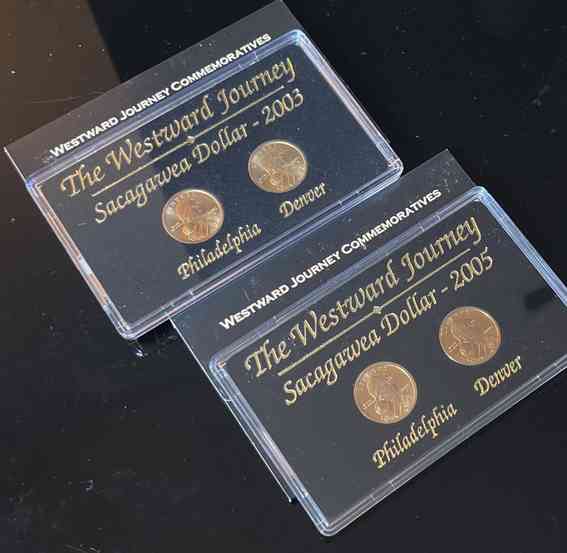 WESTWARD JOURNEY COMMEMORATIVES
The Westward Journey
Sacagawea Dollar - 2003
Philadelphia
Denver
WESTWARD JOURNEY COMMEMORATIVES
The Westward Journey
Sacagawea Dollar - 2005
Philadelphia
Denver